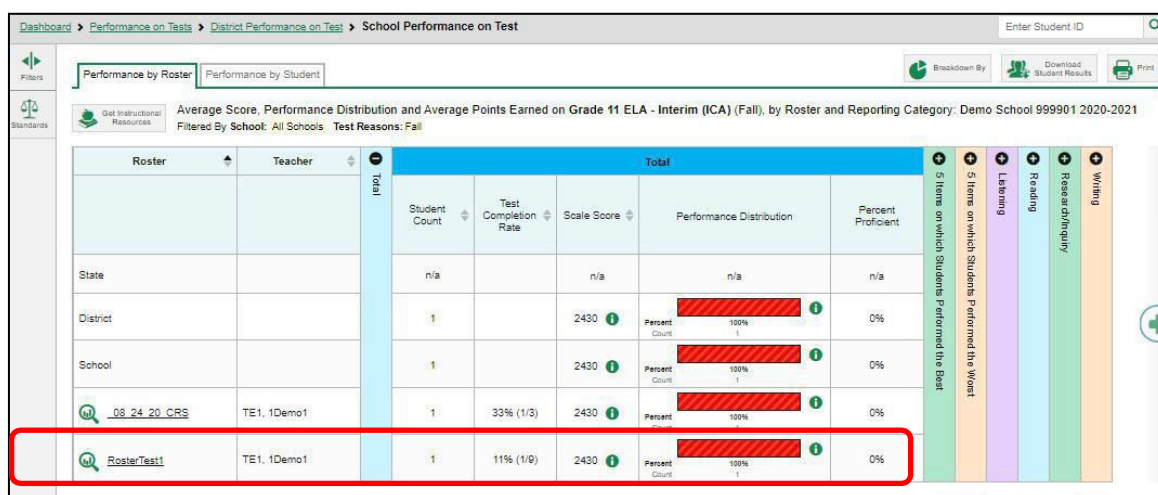 Dashboard > Performance on Tests > District Performance on Test > School Performance on Test
Enter Student ID
Filters
Standards
Performance by Roster
Performance by Student
Breakdown By
Download Student Results
Print
Get Instructional Resources
Average Score, Performance Distribution and Average Points Earned on Grade 11 ELA - Interim (ICA) (Fall), by Roster and Reporting Category: Demo School 999901 2020-2021
Filtered By School: All Schools Test Reasons: Fall
Roster Teacher Total
Total
Student Count
Test Completion Rate
Scale Score
Performance Distribution
Percent Proficient
5 Items on which Students Performed the Best
5 Items on which Students Performed the Worst
Listening
Reading
Research/Inquiry
Writing
State n/a n/a n/a n/a
District 1 2430 Percent 100% 0%
Count 1
School 1 2430 Percent 100% 0%
Count 1
_08_24_20_CRS TE1, 1Demo1 1 33% (1/3) 2430 Percent 100% 0%
RosterTest1 TE1, 1Demo1 1 11% (1/9) 2430 Percent 100% 0%
Count 1